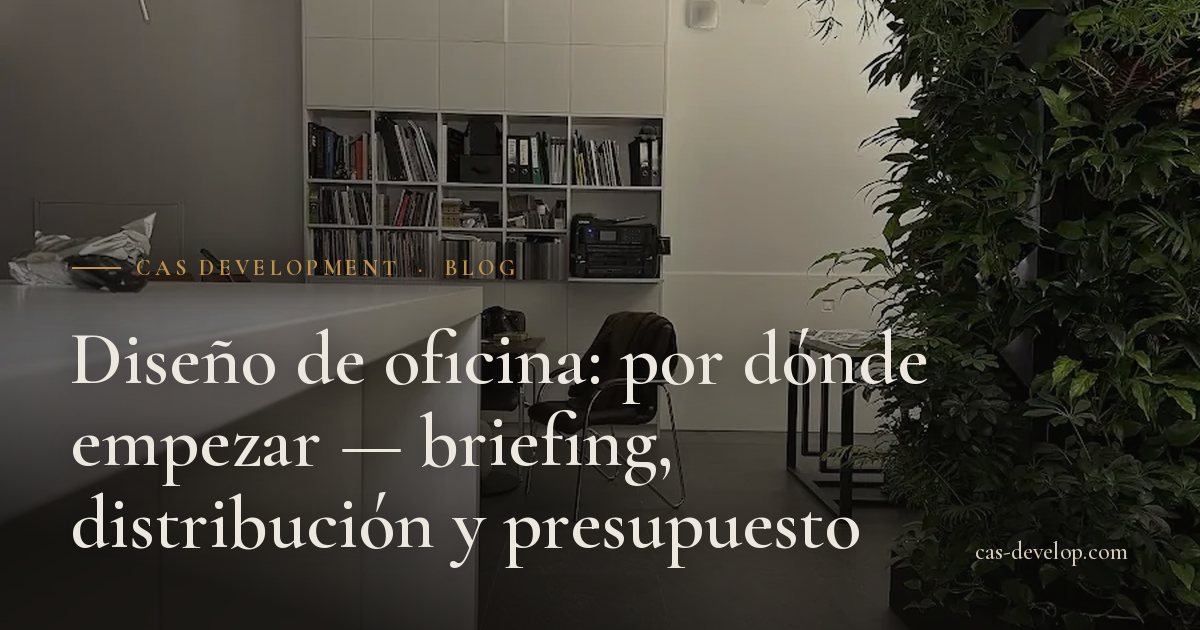 CAS DEVELOPMENT · BLOG
Diseño de oficina: por dónde
empezar — briefing,
distribución y presupuesto
cas-develop.com